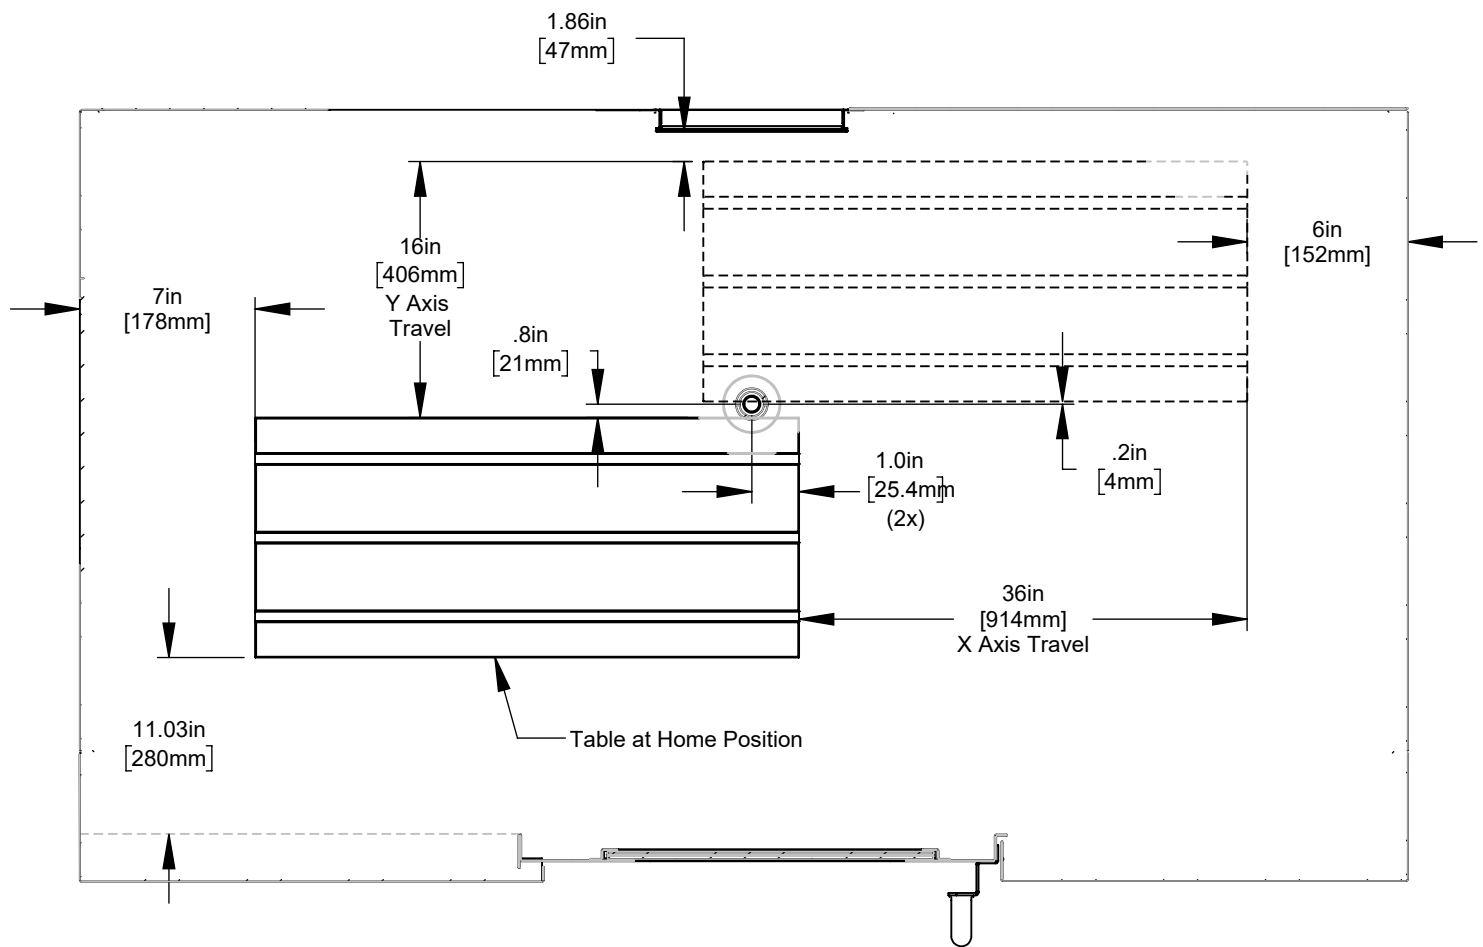 1.86in
[47mm]
16in
[406mm]
Y Axis
Travel
6in
[152mm]
7in
[178mm]
.8in
[21mm]
1.0in
[25.4mm]
(2x)
.2in
[4mm]
36in
[914mm]
X Axis Travel
11.03in
[280mm]
Table at Home Position